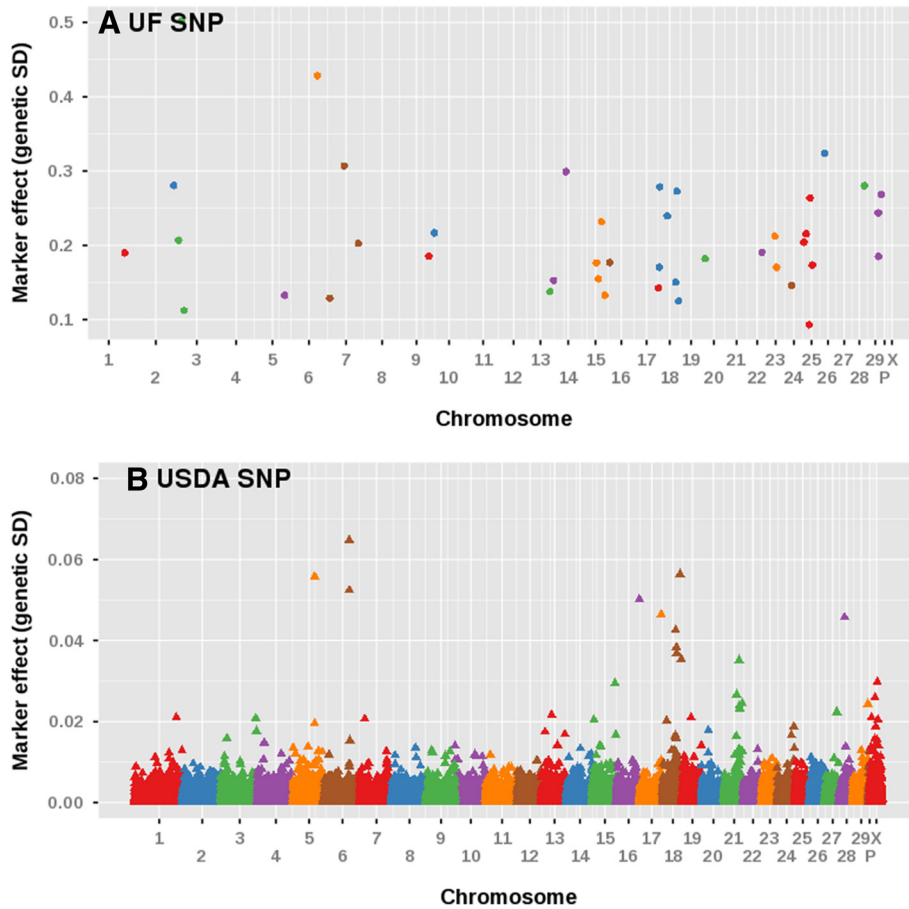 A UF SNP
Marker effect (genetic SD)
0.5
0.4
0.3
0.2
0.1
1 3 5 7 9 11 13 15 17 19 21 23 25 27 29 X
2 4 6 8 10 12 14 16 18 20 22 24 26 28 P
Chromosome
B USDA SNP
Marker effect (genetic SD)
0.08
0.06
0.04
0.02
0.00
1 3 5 7 9 11 13 15 17 19 21 23 25 27 29 X
2 4 6 8 10 12 14 16 18 20 22 24 26 28 P
Chromosome